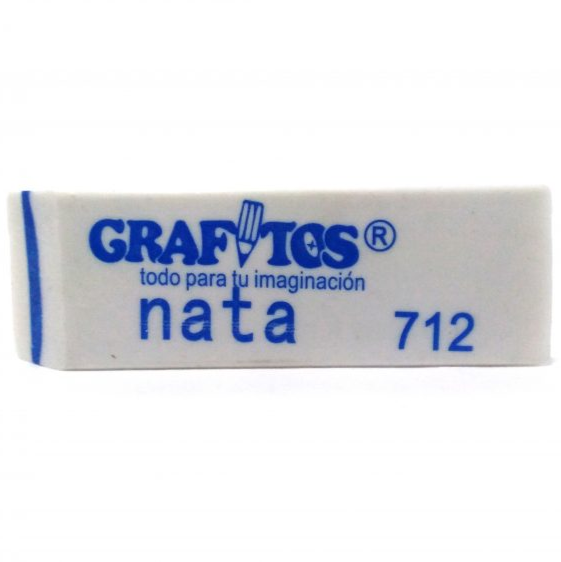 GRAFITOS®
todo para tu imaginación
nata 712